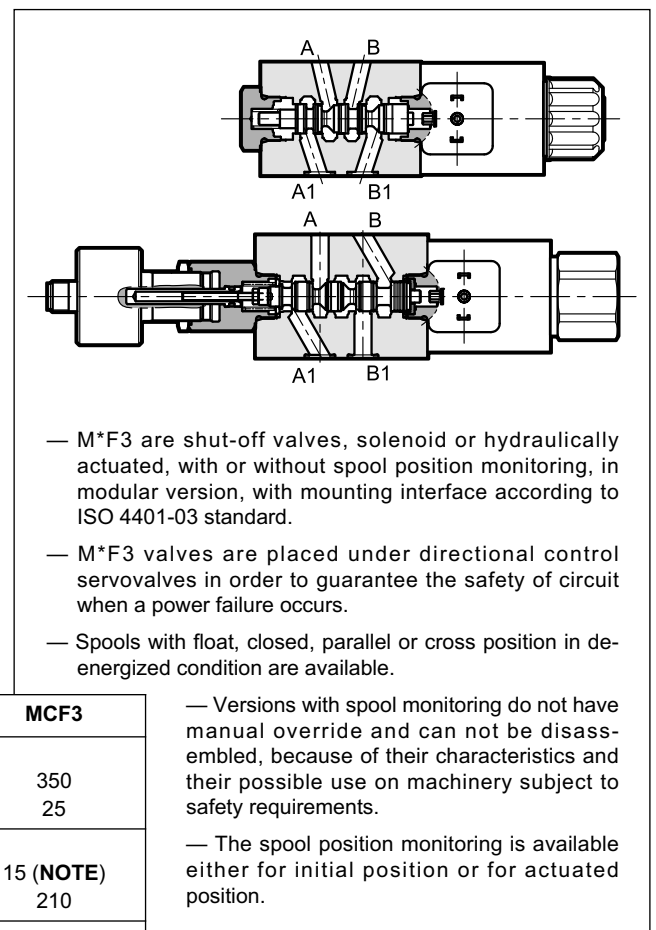 A B
A1 B1
A B
A1 B1
— M*F3 are shut-off valves, solenoid or hydraulically
actuated, with or without spool position monitoring, in
modular version, with mounting interface according to
ISO 4401-03 standard.
— M*F3 valves are placed under directional control
servovalves in order to guarantee the safety of circuit
when a power failure occurs.
— Spools with float, closed, parallel or cross position in de-
energized condition are available.
MCF3
350
25
15 (NOTE)
210
— Versions with spool monitoring do not have
manual override and can not be disass-
embled, because of their characteristics and
their possible use on machinery subject to
safety requirements.
— The spool position monitoring is available
either for initial position or for actuated
position.